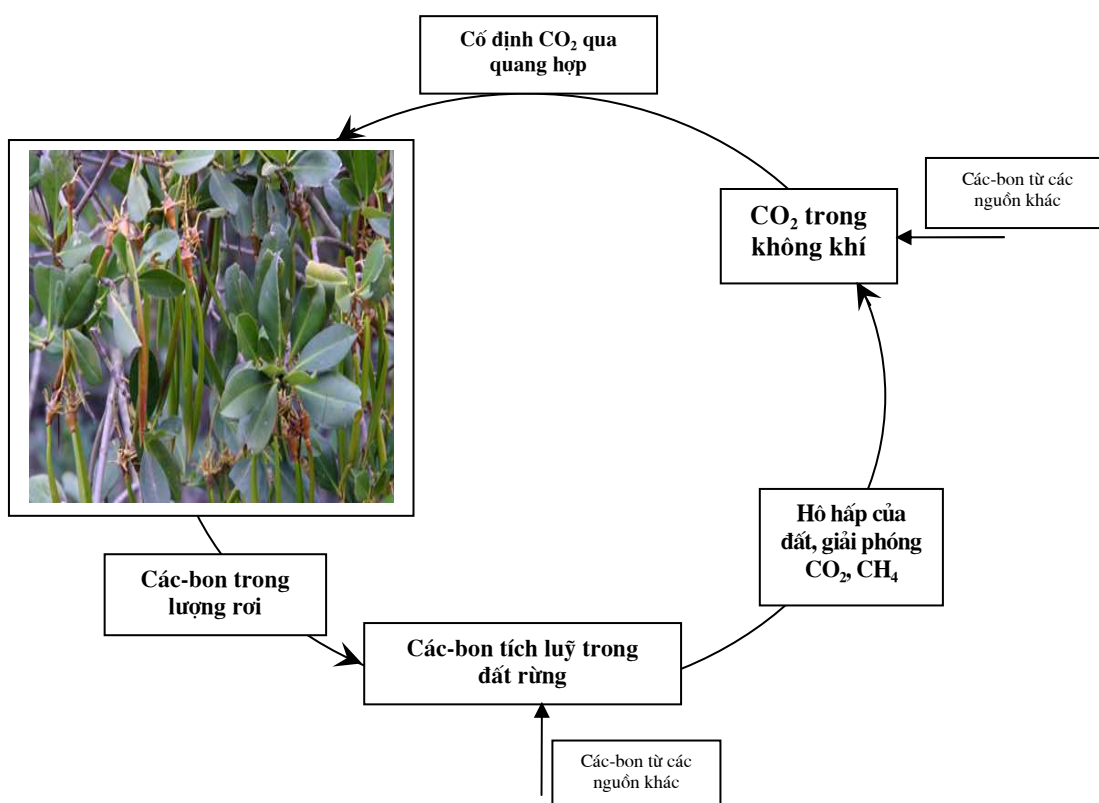 Cố định CO₂ qua
quang hợp
Các-bon từ các
nguồn khác
CO₂ trong
không khí
Hô hấp của
đất, giải phóng
CO₂, CH₄
Các-bon trong
lượng rơi
Các-bon tích luỹ trong
đất rừng
Các-bon từ các
nguồn khác